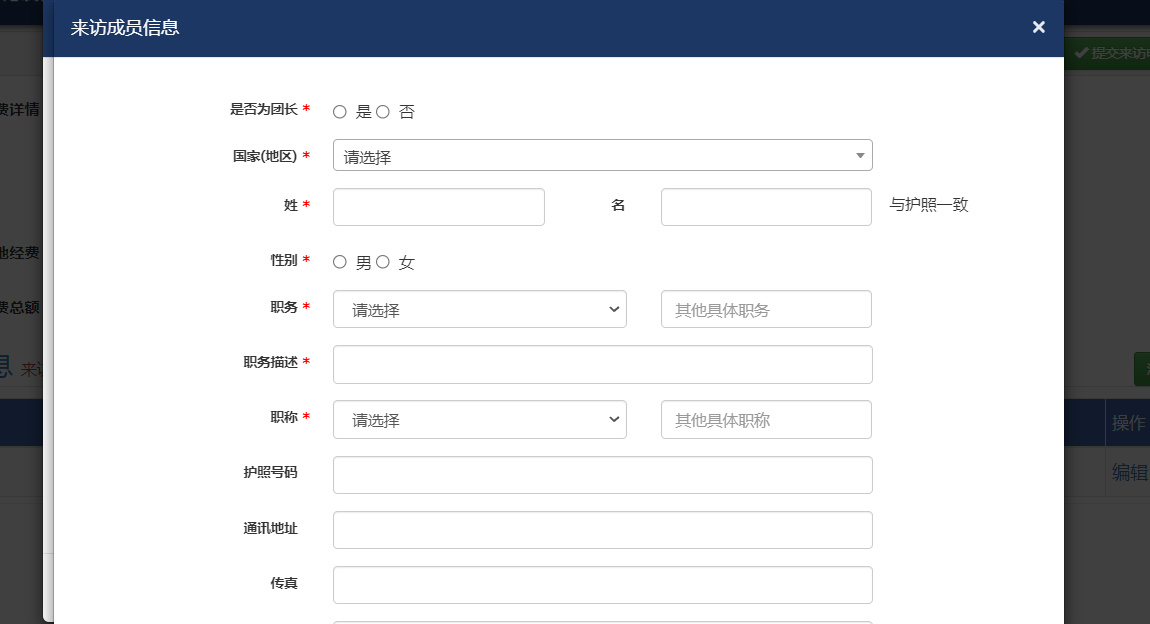 来访成员信息 ×
提交来访
费详情
是否为团长 * 是 否
国家(地区) * 请选择
姓 * 名 与护照一致
性别 * 男 女
地经费
职务 * 请选择 其他具体职务
费总额
职务描述 *
息 来访
职称 * 请选择 其他具体职称
操作
护照号码
编辑
通讯地址
传真